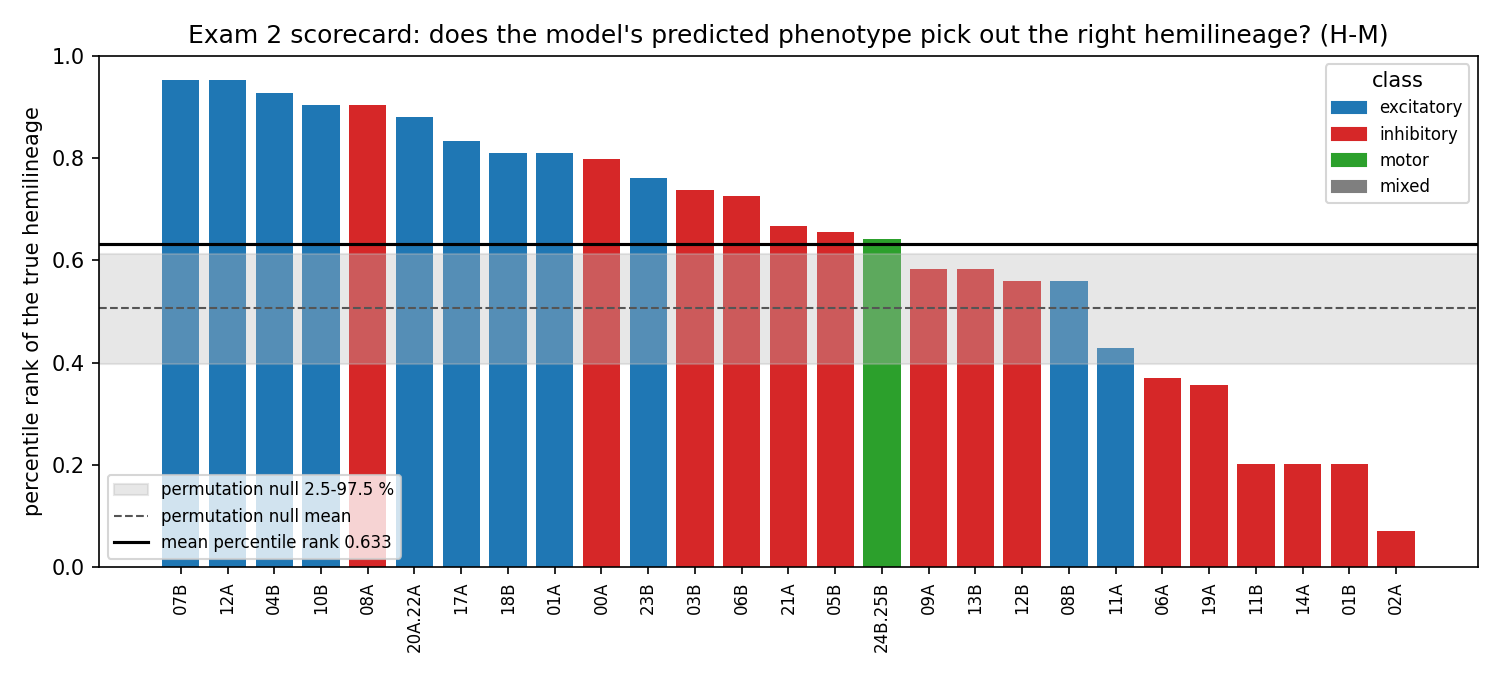 Exam 2 scorecard: does the model's predicted phenotype pick out the right hemilineage? (H-M)
percentile rank of the true hemilineage
1.0
0.8
0.6
0.4
0.2
0.0
class
excitatory
inhibitory
motor
mixed
permutation null 2.5-97.5 %
permutation null mean
mean percentile rank 0.633
07B
12A
04B
10B
08A
20A.22A
17A
18B
01A
00A
23B
03B
06B
21A
05B
24B.25B
09A
13B
12B
08B
11A
06A
19A
11B
14A
01B
02A